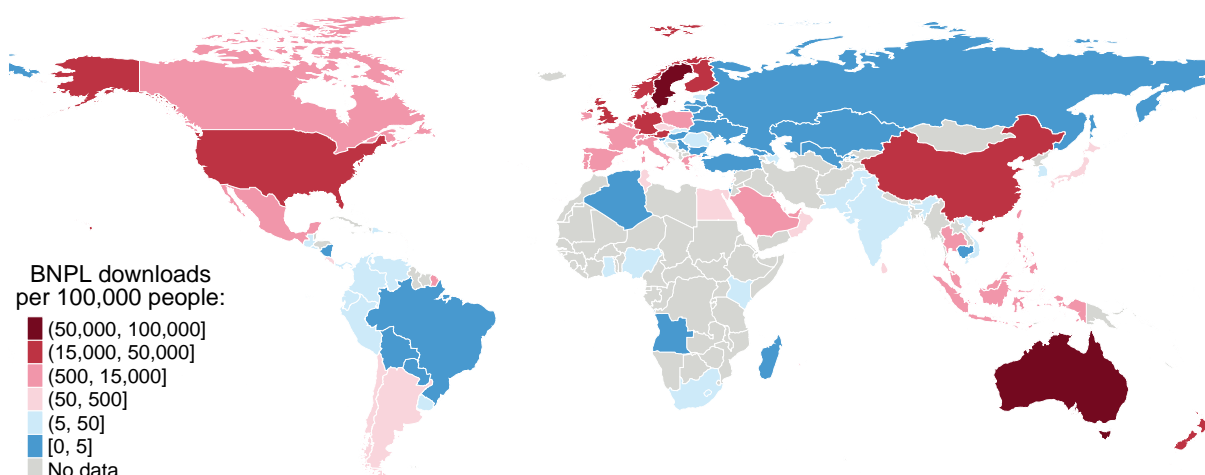 BNPL downloads
per 100,000 people:
(50,000, 100,000]
(15,000, 50,000]
(500, 15,000]
(50, 500]
(5, 50]
[0, 5]
No data